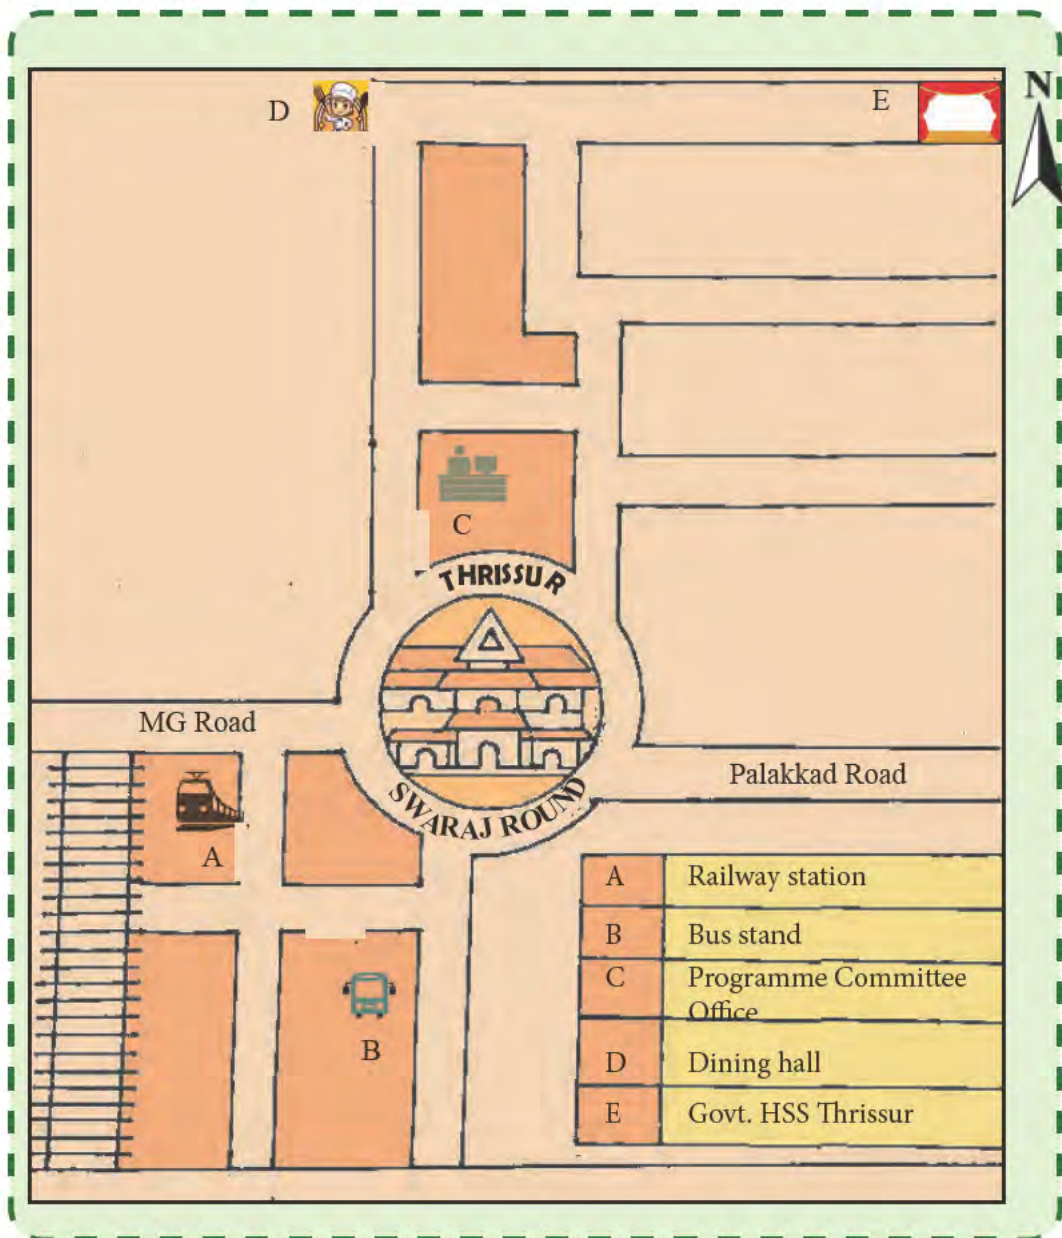 D
E
N
C
THRISSUR
MG Road
Palakkad Road
SWARAJ ROUND
A
B
A Railway station
B Bus stand
C Programme Committee
Office
D Dining hall
E Govt. HSS Thrissur